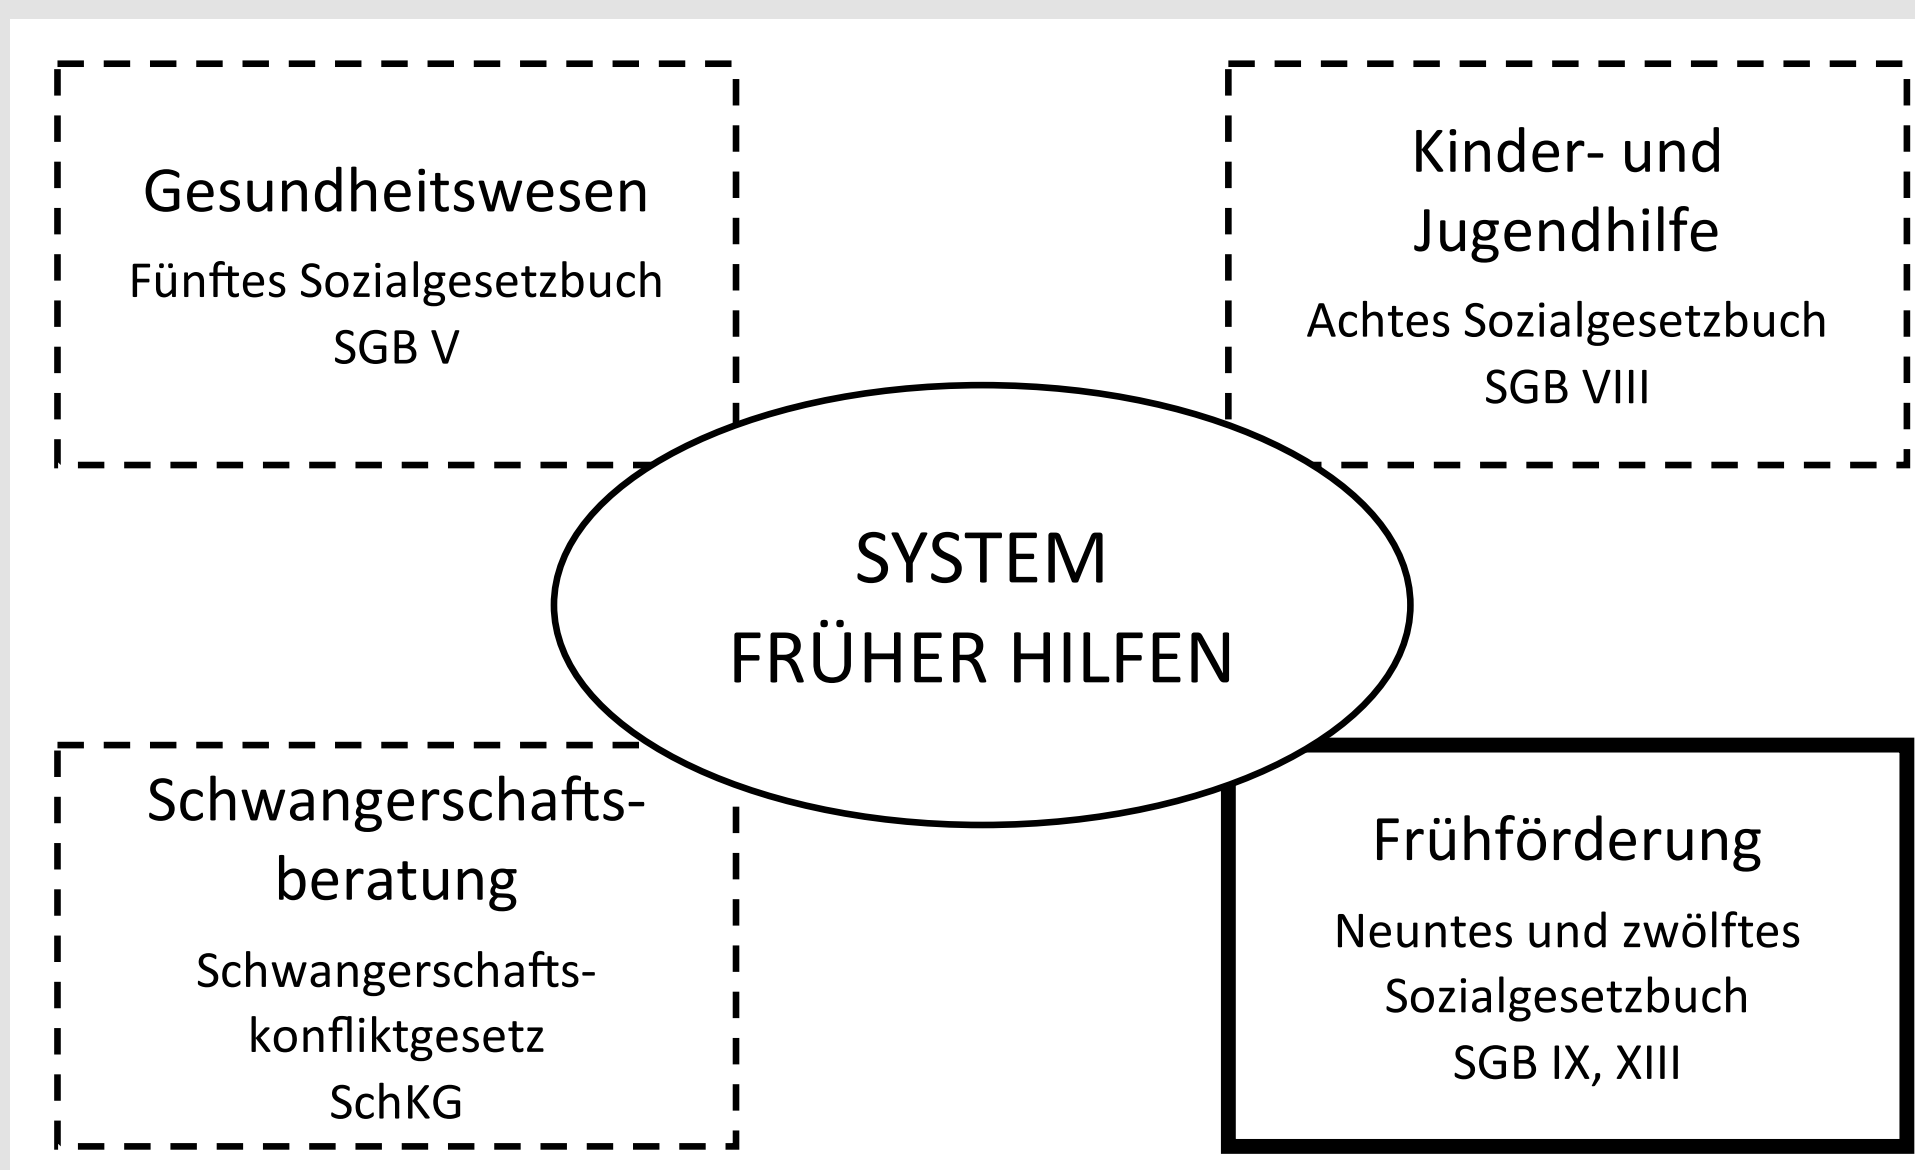 Gesundheitswesen
Fünftes Sozialgesetzbuch
SGB V
Kinder- und
Jugendhilfe
Achtes Sozialgesetzbuch
SGB VIII
SYSTEM
FRÜHER HILFEN
Schwangerschafts-
beratung
Schwangerschafts-
konfliktgesetz
SchKG
Frühförderung
Neuntes und zwölftes
Sozialgesetzbuch
SGB IX, XIII